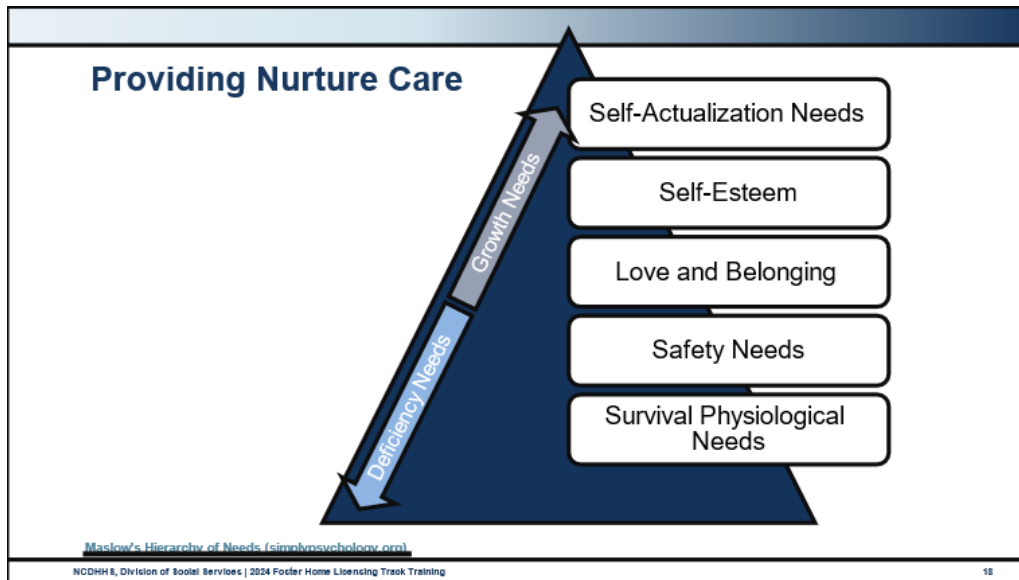 Providing Nurture Care
Self-Actualization Needs
Self-Esteem
Love and Belonging
Safety Needs
Survival Physiological
Needs
Growth Needs
Deficiency Needs
Maslow's Hierarchy of Needs (simplypsychology.org)
NCDHHS, Division of Social Services | 2024 Foster Home Licensing Track Training
18